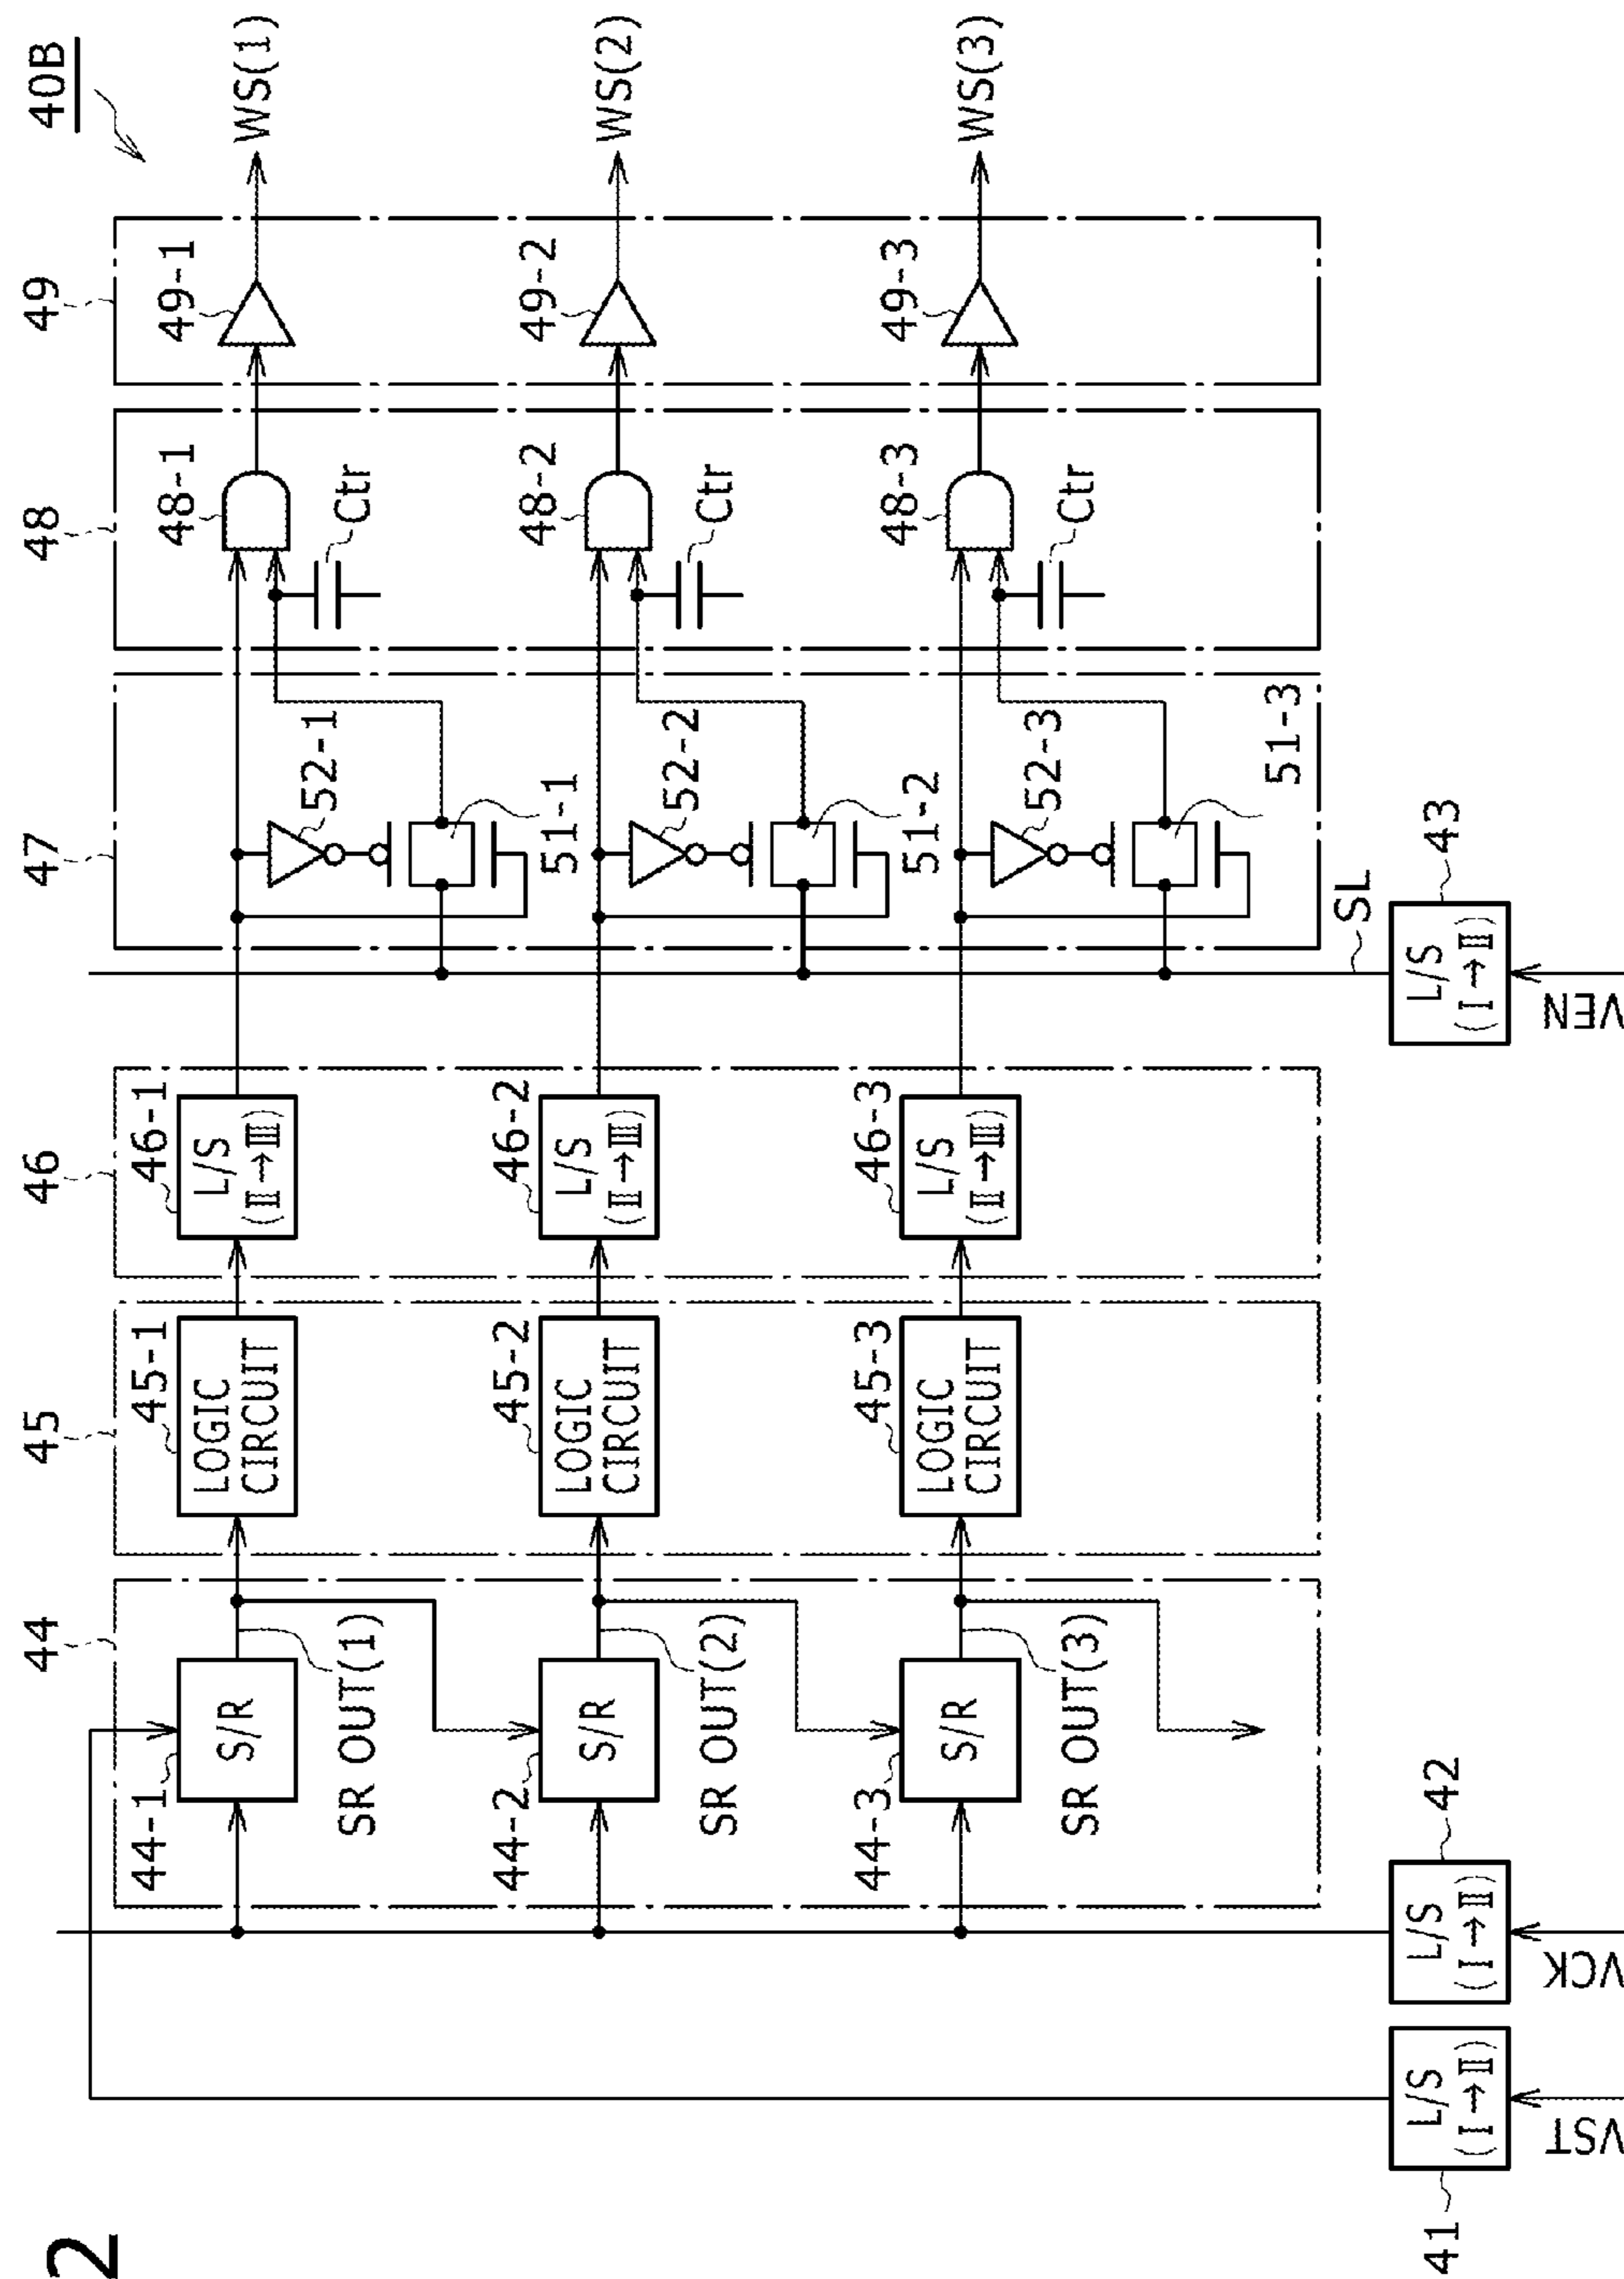 2
40B
44
45
46
47
48
49
44-1
S/R
SR OUT(1)
45-1
LOGIC
CIRCUIT
46-1
L/S
(Ⅱ→Ⅲ)
52-1
51-1
48-1
Ctr
49-1
WS(1)
44-2
S/R
SR OUT(2)
45-2
LOGIC
CIRCUIT
46-2
L/S
(Ⅱ→Ⅲ)
52-2
51-2
48-2
Ctr
49-2
WS(2)
44-3
S/R
SR OUT(3)
45-3
LOGIC
CIRCUIT
46-3
L/S
(Ⅱ→Ⅲ)
52-3
51-3
48-3
Ctr
49-3
WS(3)
SL
41
L/S
(Ⅰ→Ⅱ)
VST
42
L/S
(Ⅰ→Ⅱ)
VCK
43
L/S
(Ⅰ→Ⅱ)
VEN